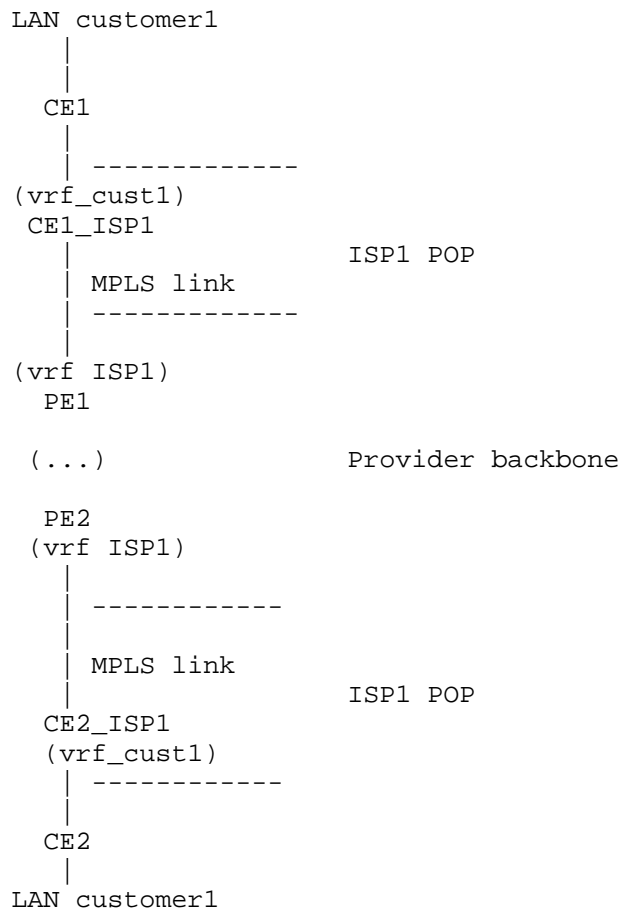 LAN customer1
CE1
-------------
(vrf_cust1)
CE1_ISP1
ISP1 POP
MPLS link
-------------
(vrf ISP1)
PE1
(...) Provider backbone
PE2
(vrf ISP1)
------------
MPLS link
ISP1 POP
CE2_ISP1
(vrf_cust1)
------------
CE2
LAN customer1